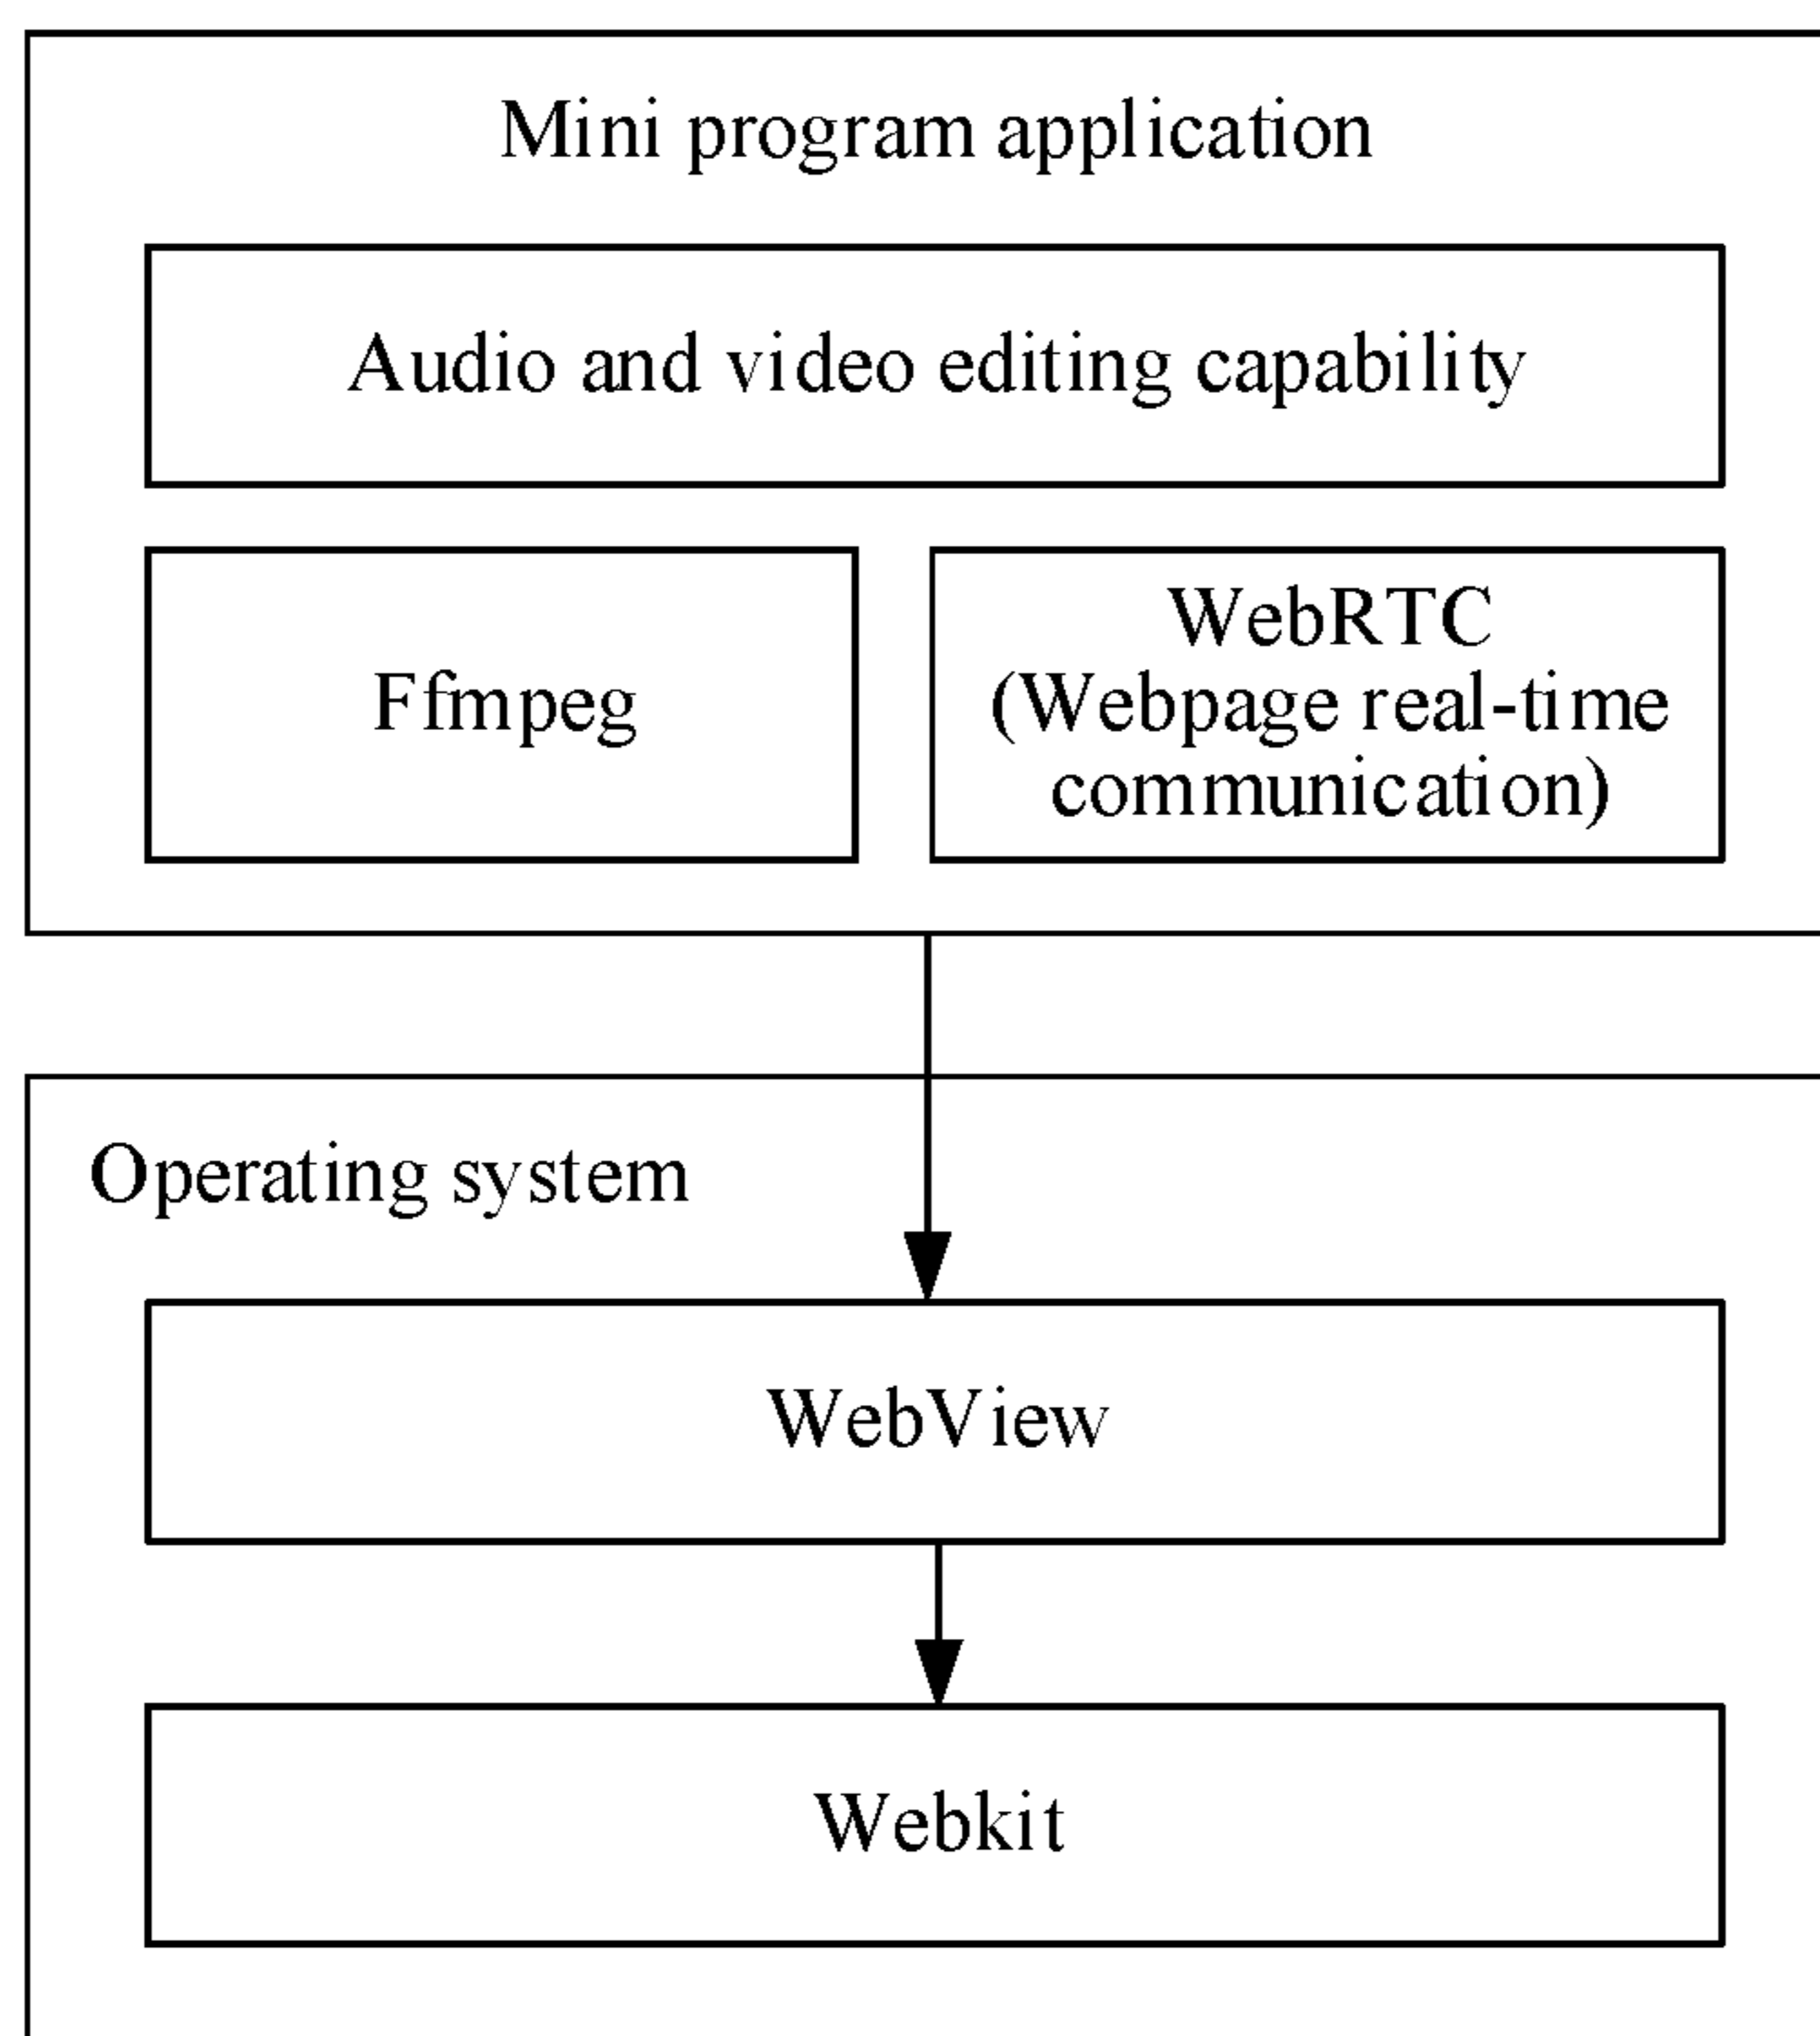 Mini program application
Audio and video editing capability
Ffmpeg
WebRTC
(Webpage real-time
communication)
Operating system
WebView
Webkit